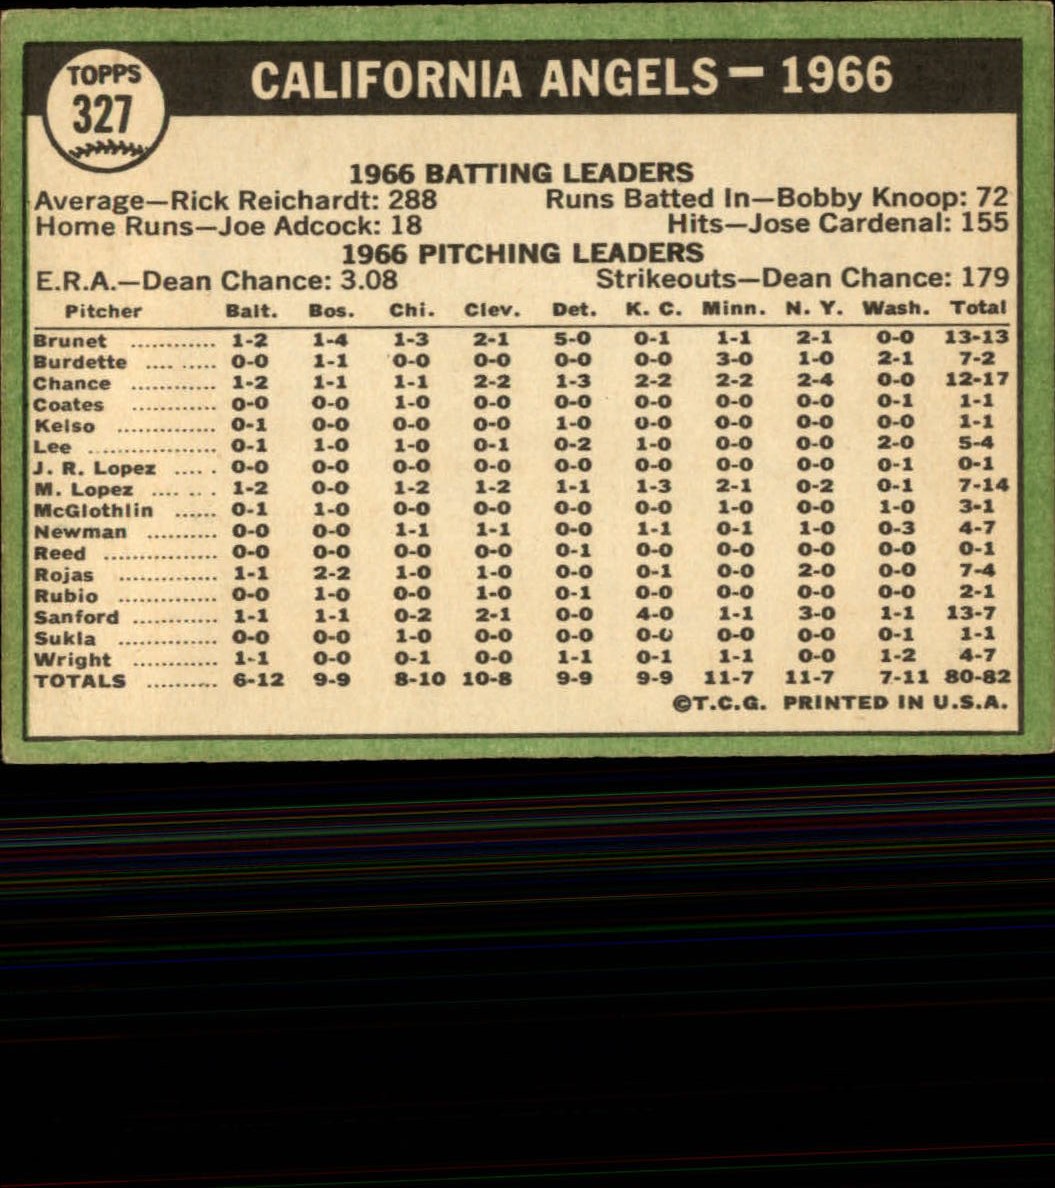 TOPPS
327
CALIFORNIA ANGELS — 1966
1966 BATTING LEADERS
Average—Rick Reichardt: 288 Runs Batted In—Bobby Knoop: 72
Home Runs—Joe Adcock: 18 Hits—Jose Cardenal: 155
1966 PITCHING LEADERS
E.R.A.—Dean Chance: 3.08 Strikeouts—Dean Chance: 179
Pitcher Balt. Bos. Chi. Clev. Det. K. C. Minn. N. Y. Wash. Total
Brunet ............ 1-2 1-4 1-3 2-1 5-0 0-1 1-1 2-1 0-0 13-13
Burdette .... ..... 0-0 1-1 0-0 0-0 0-0 0-0 3-0 1-0 2-1 7-2
Chance ............ 1-2 1-1 1-1 2-2 1-3 2-2 2-2 2-4 0-0 12-17
Coates ............ 0-0 0-0 1-0 0-0 0-0 0-0 0-0 0-0 0-1 1-1
Kelso .............. 0-1 0-0 0-0 0-0 1-0 0-0 0-0 0-0 0-0 1-1
Lee .................. 0-1 1-0 1-0 0-1 0-2 1-0 0-0 0-0 2-0 5-4
J. R. Lopez ..... . 0-0 0-0 0-0 0-0 0-0 0-0 0-0 0-0 0-1 0-1
M. Lopez .... .. . 1-2 0-0 1-2 1-2 1-1 1-3 2-1 0-2 0-1 7-14
McGlothlin ...... 0-1 1-0 0-0 0-0 0-0 0-0 1-0 0-0 1-0 3-1
Newman .......... 0-0 0-0 1-1 1-1 0-0 1-1 0-1 1-0 0-3 4-7
Reed ................ 0-0 0-0 0-0 0-0 0-1 0-0 0-0 0-0 0-0 0-1
Rojas .............. 1-1 2-2 1-0 1-0 0-0 0-1 0-0 2-0 0-0 7-4
Rubio .............. 0-0 1-0 0-0 1-0 0-1 0-0 0-0 0-0 0-0 2-1
Sanford ............ 1-1 1-1 0-2 2-1 0-0 4-0 1-1 3-0 1-1 13-7
Sukla .............. 0-0 0-0 1-0 0-0 0-0 0-0 0-0 0-0 0-1 1-1
Wright ............ 1-1 0-0 0-1 0-0 1-1 0-1 1-1 0-0 1-2 4-7
TOTALS .......... 6-12 9-9 8-10 10-8 9-9 9-9 11-7 11-7 7-11 80-82
©T.C.G. PRINTED IN U.S.A.